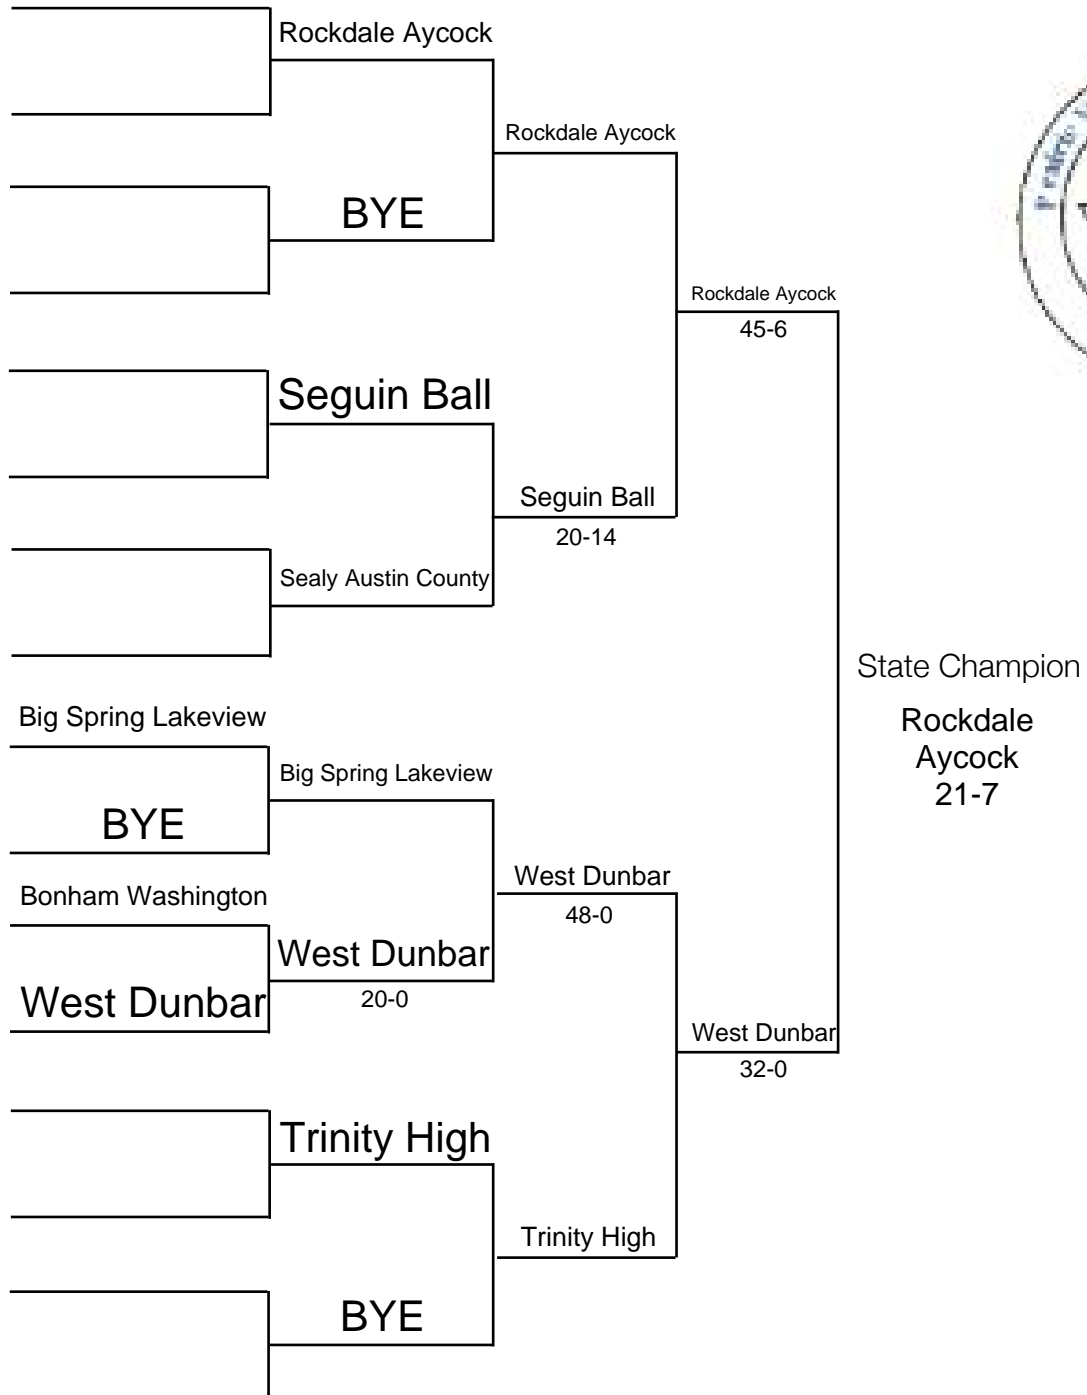 Rockdale Aycock
Rockdale Aycock
BYE
Rockdale Aycock
45-6
Seguin Ball
Seguin Ball
20-14
Sealy Austin County
State Champion
Rockdale
Aycock
21-7
Big Spring Lakeview
Big Spring Lakeview
BYE
West Dunbar
48-0
Bonham Washington
West Dunbar
20-0
West Dunbar
West Dunbar
32-0
Trinity High
Trinity High
BYE